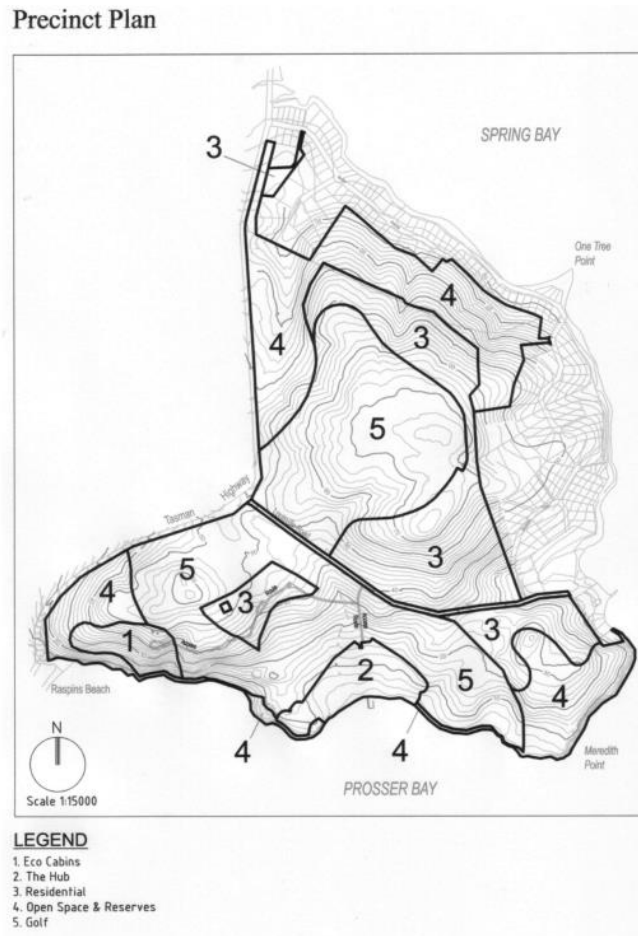 Precinct Plan
SPRING BAY
3
One Tree
Point
4
3
4
5
Highway
Tasman
3
5
3
4
3
1
2
5
4
Raspins Beach
4
4
Meredith
Point
N
PROSSER BAY
Scale 1:15000
LEGEND
1. Eco Cabins
2. The Hub
3. Residential
4. Open Space & Reserves
5. Golf